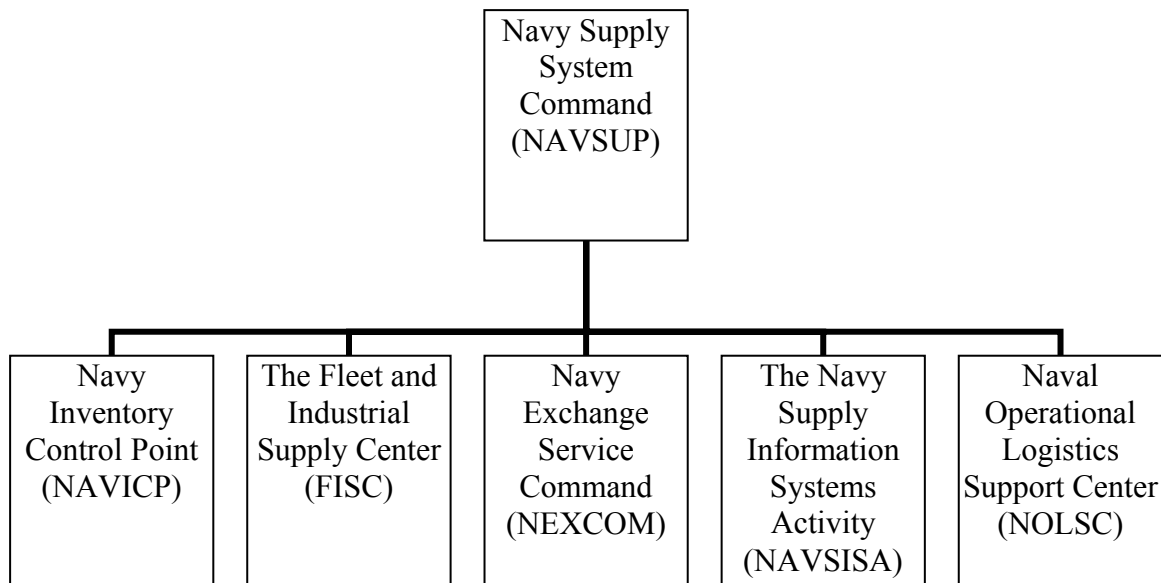 Navy Supply
System
Command
(NAVSUP)
Navy
Inventory
Control Point
(NAVICP)
The Fleet and
Industrial
Supply Center
(FISC)
Navy
Exchange
Service
Command
(NEXCOM)
The Navy
Supply
Information
Systems
Activity
(NAVSISA)
Naval
Operational
Logistics
Support Center
(NOLSC)